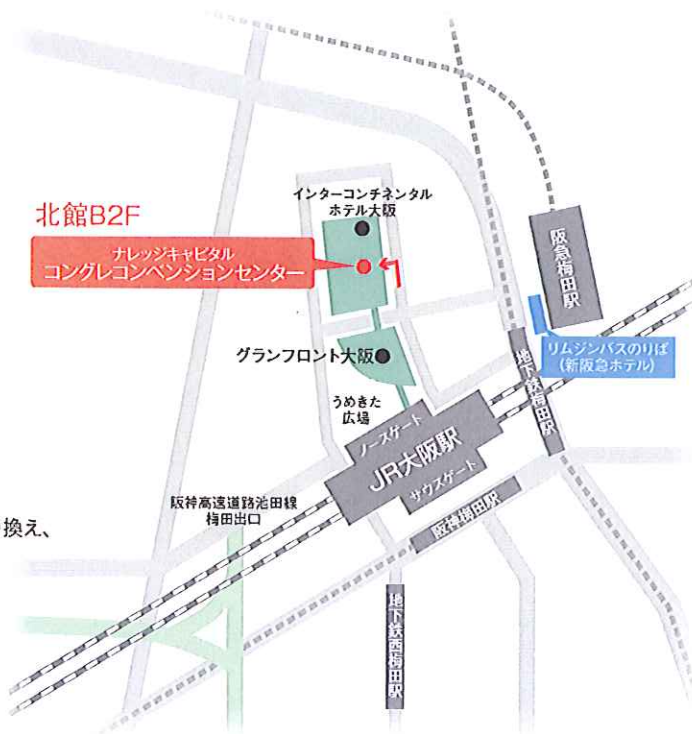 インターコンチネンタル
ホテル大阪
北館B2F
ナレッジキャピタル
コングレコンベンションセンター
阪急梅田駅
リムジンバスのりば
(新阪急ホテル)
グランフロント大阪
地下鉄梅田駅
うめきた
広場
ノースゲート
JR大阪駅
サウスゲート
阪神高速道路池田線
梅田出口
換え、
阪神梅田駅
地下鉄西梅田駅